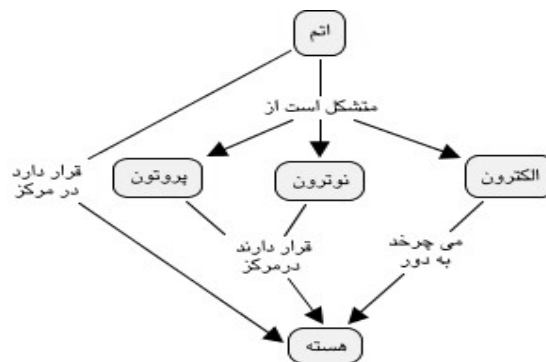 اتم
متشکل است از
الکترون
نوترون
پروتون
قرار دارد
در مرکز
می چرخد
به دور
قرار دارند
درمرکز
هسته